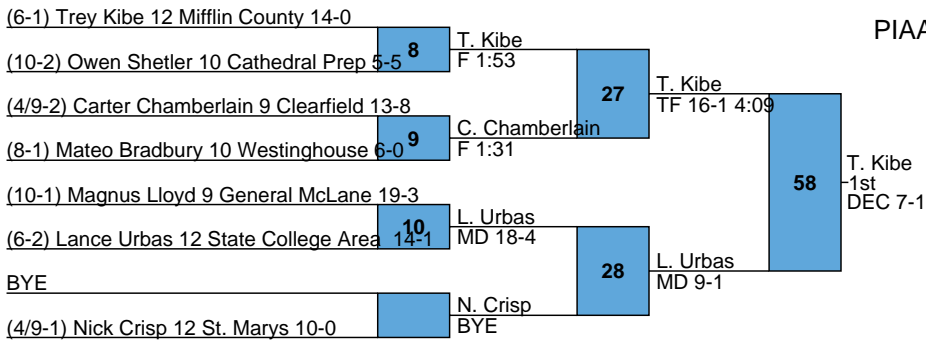 (6-1) Trey Kibe 12 Mifflin County 14-0
PIAA
8
T. Kibe
F 1:53
(10-2) Owen Shetler 10 Cathedral Prep 5-5
27
T. Kibe
TF 16-1 4:09
(4/9-2) Carter Chamberlain 9 Clearfield 13-8
9
C. Chamberlain
F 1:31
(8-1) Mateo Bradbury 10 Westinghouse 6-0
58
T. Kibe
1st
DEC 7-1
(10-1) Magnus Lloyd 9 General McLane 19-3
10
L. Urbas
MD 18-4
(6-2) Lance Urbas 12 State College Area 14-1
28
L. Urbas
MD 9-1
BYE
N. Crisp
BYE
(4/9-1) Nick Crisp 12 St. Marys 10-0